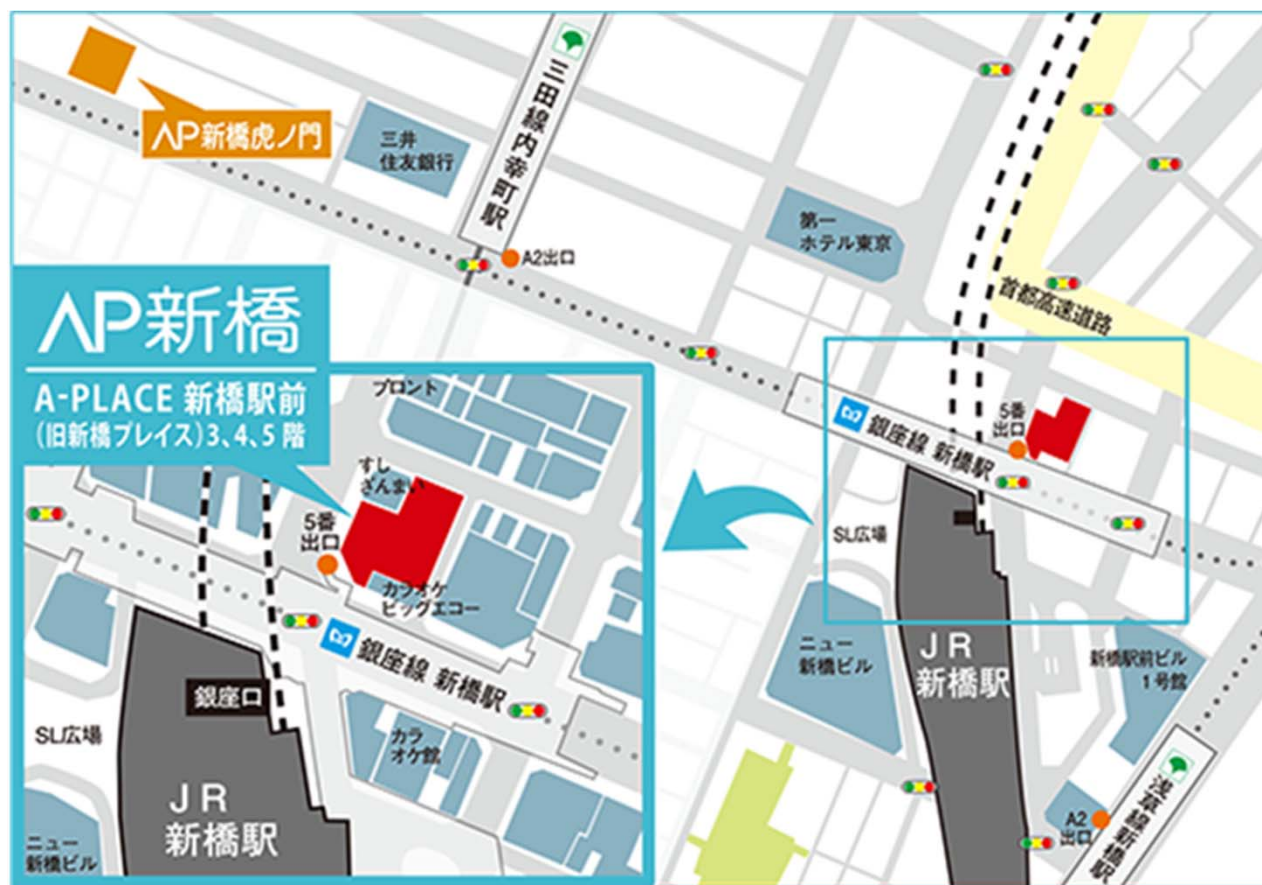 AP新橋虎ノ門
三井
住友銀行
三田線内幸町駅
A2出口
第一
ホテル東京
首都高速道路
AP新橋
A-PLACE 新橋駅前
(旧新橋プレイス)3、4、5 階
プロント
すし
ざんまい
5番
出口
カラオケ
ビッグエコー
銀座線 新橋駅
銀座口
SL広場
JR
新橋駅
カラ
オケ館
ニュー
新橋ビル
5番
出口
銀座線 新橋駅
SL広場
ニュー
新橋ビル
JR
新橋駅
新橋駅前ビル
1号館
A2
出口
浅草線新橋駅